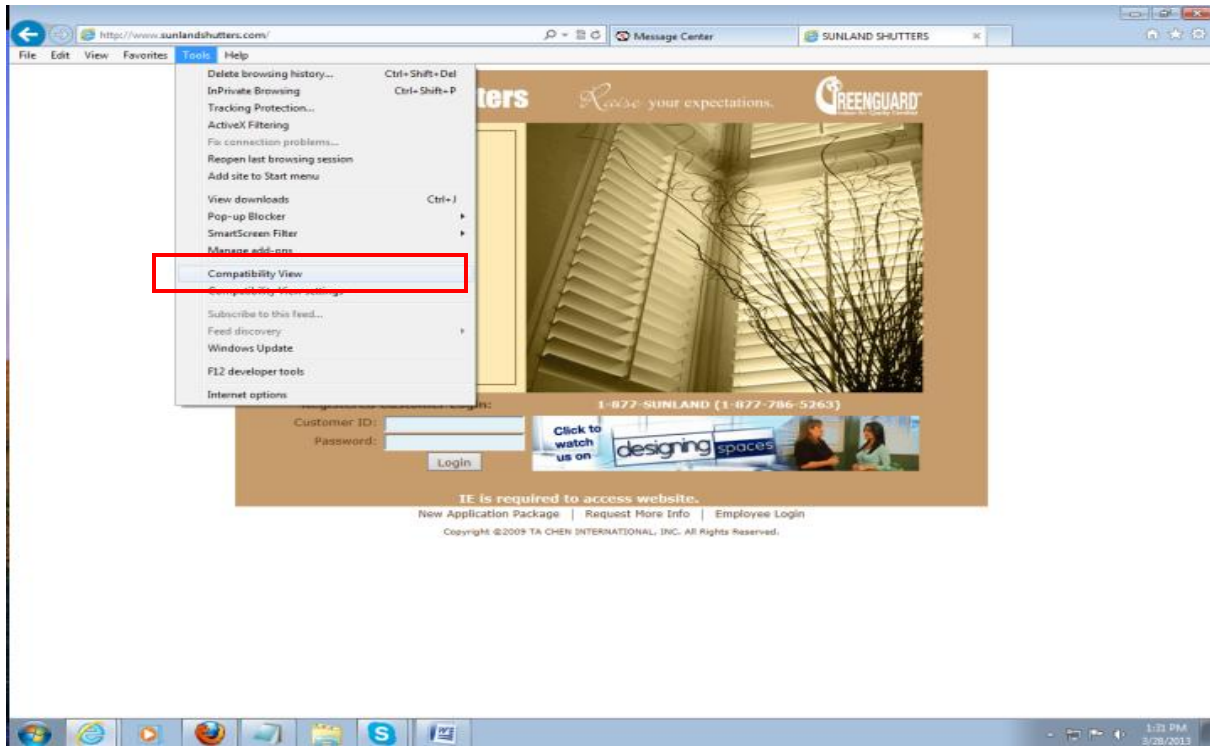 http://www.sunlandshutters.com/
Message Center
SUNLAND SHUTTERS
File Edit View Favorites Tools Help
Delete browsing history... Ctrl+Shift+Del
InPrivate Browsing Ctrl+Shift+P
Tracking Protection...
ActiveX Filtering
Fix connection problems...
Reopen last browsing session
Add site to Start menu
View downloads Ctrl+J
Pop-up Blocker
SmartScreen Filter
Manage add-ons
Compatibility View
Compatibility View settings
Subscribe to this feed...
Feed discovery
Windows Update
F12 developer tools
Internet options
ters
Raise your expectations.
GREENGUARD
Registered Customer Login:
Customer ID:
Password:
Login
1-877-SUNLAND (1-877-786-5263)
Click to
watch
us on
designing spaces
IE is required to access website.
New Application Package | Request More Info | Employee Login
Copyright ©2009 TA CHEN INTERNATIONAL, INC. All Rights Reserved.
1:31 PM
3/28/2013